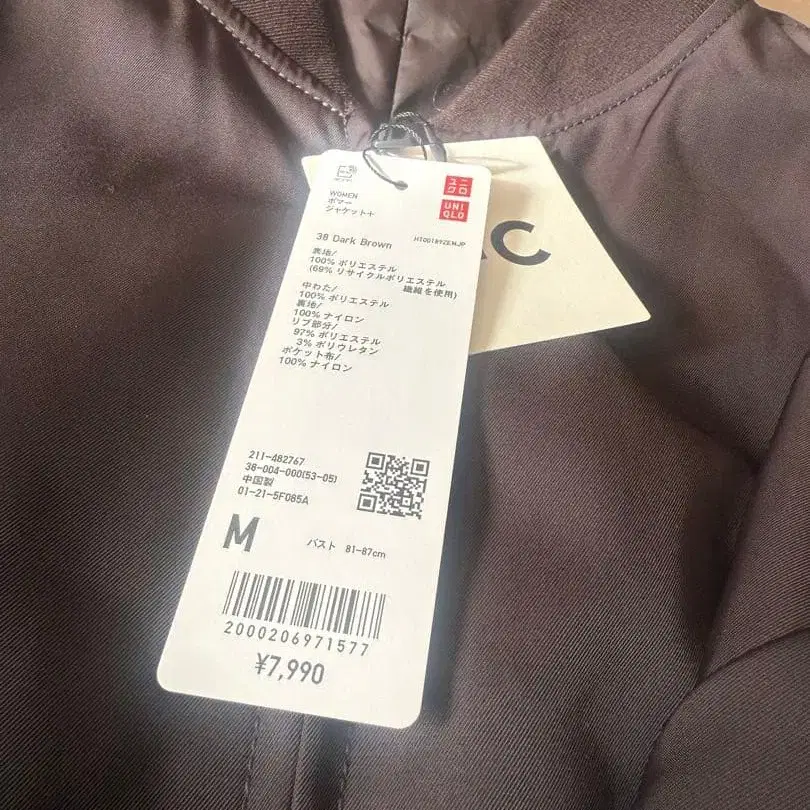 ユニ
クロ
UNI
QLO
WOMEN
ボマー
ジャケット+
38 Dark Brown
表地/
100% ポリエステル
(69% リサイクルポリエステル
繊維を使用)
中わた/
100% ポリエステル
裏地/
100% ナイロン
リブ部分/
97% ポリエステル
3% ポリウレタン
ポケット布/
100% ナイロン
211-482767
38-004-000(53-05)
中国製
01-21-5F085A
M バスト 81-87cm
2000206971577
¥7,990
C